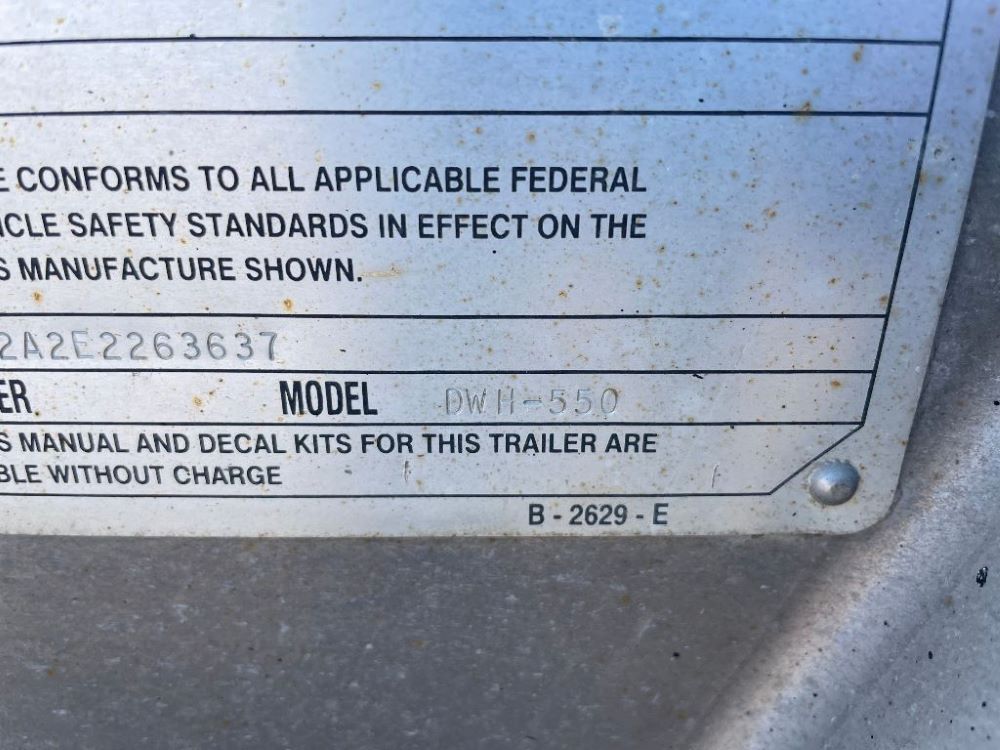 E CONFORMS TO ALL APPLICABLE FEDERAL
ICLE SAFETY STANDARDS IN EFFECT ON THE
S MANUFACTURE SHOWN.
2A2E2263637
ER MODEL DWH-550
S MANUAL AND DECAL KITS FOR THIS TRAILER ARE
BLE WITHOUT CHARGE
B - 2629 - E